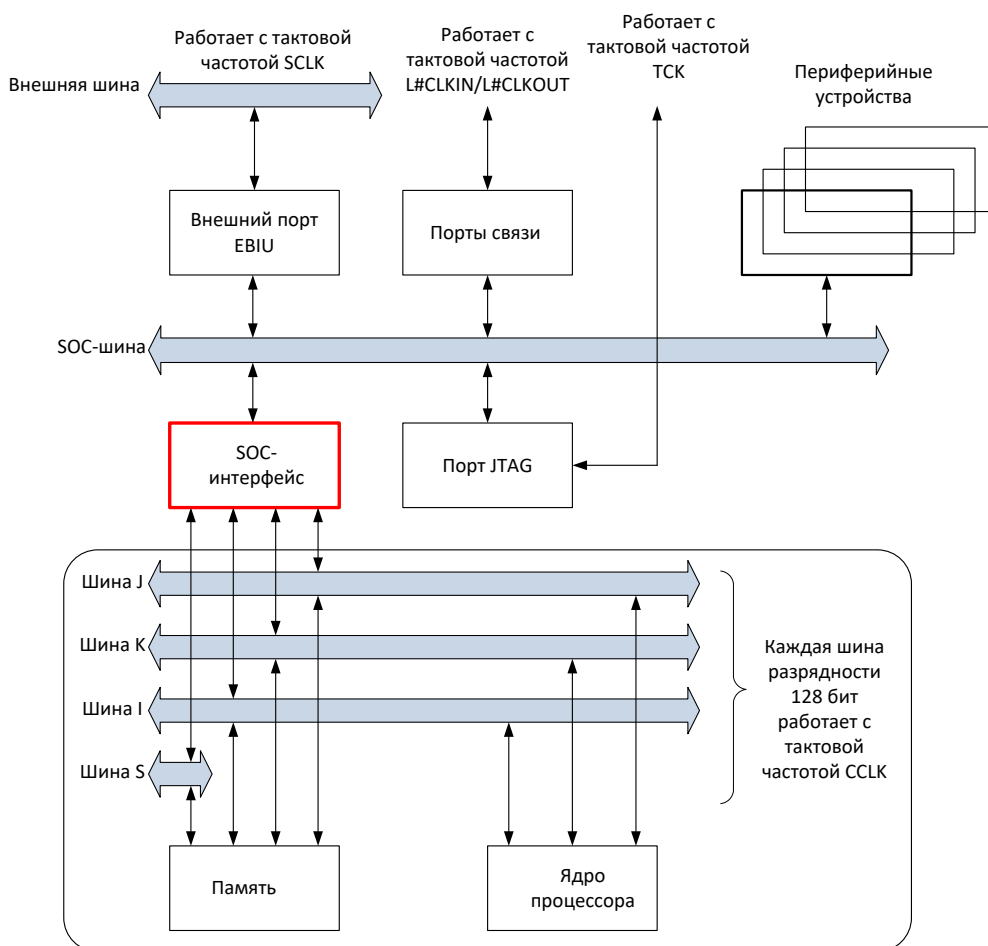 Работает с
тактовой
частотой SCLK
Внешняя шина
Работает с
тактовой частотой
L#CLKIN/L#CLKOUT
Работает с
тактовой частотой
TCK
Периферийные
устройства
Внешний порт
EBIU
Порты связи
SOC-шина
SOC-
интерфейс
Порт JTAG
Шина J
Шина K
Шина I
Шина S
Каждая шина
разрядности
128 бит
работает с
тактовой
частотой CCLK
Память
Ядро
процессора